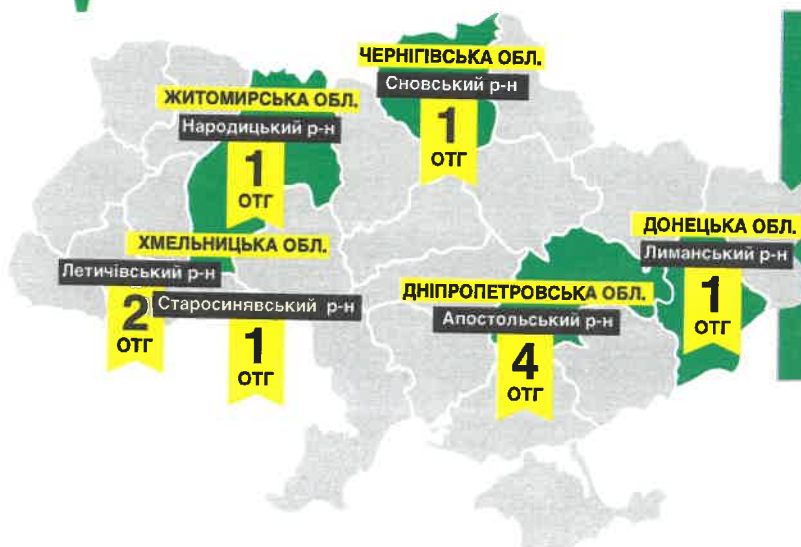 ЧЕРНІГІВСЬКА ОБЛ.
Сновський р-н
1
ОТГ
ЖИТОМИРСЬКА ОБЛ.
Народицький р-н
1
ОТГ
ХМЕЛЬНИЦЬКА ОБЛ.
Летичівський р-н
2
ОТГ
Старосинявський р-н
1
ОТГ
ДНІПРОПЕТРОВСЬКА ОБЛ.
Апостольський р-н
4
ОТГ
ДОНЕЦЬКА ОБЛ.
Лиманський р-н
1
ОТГ